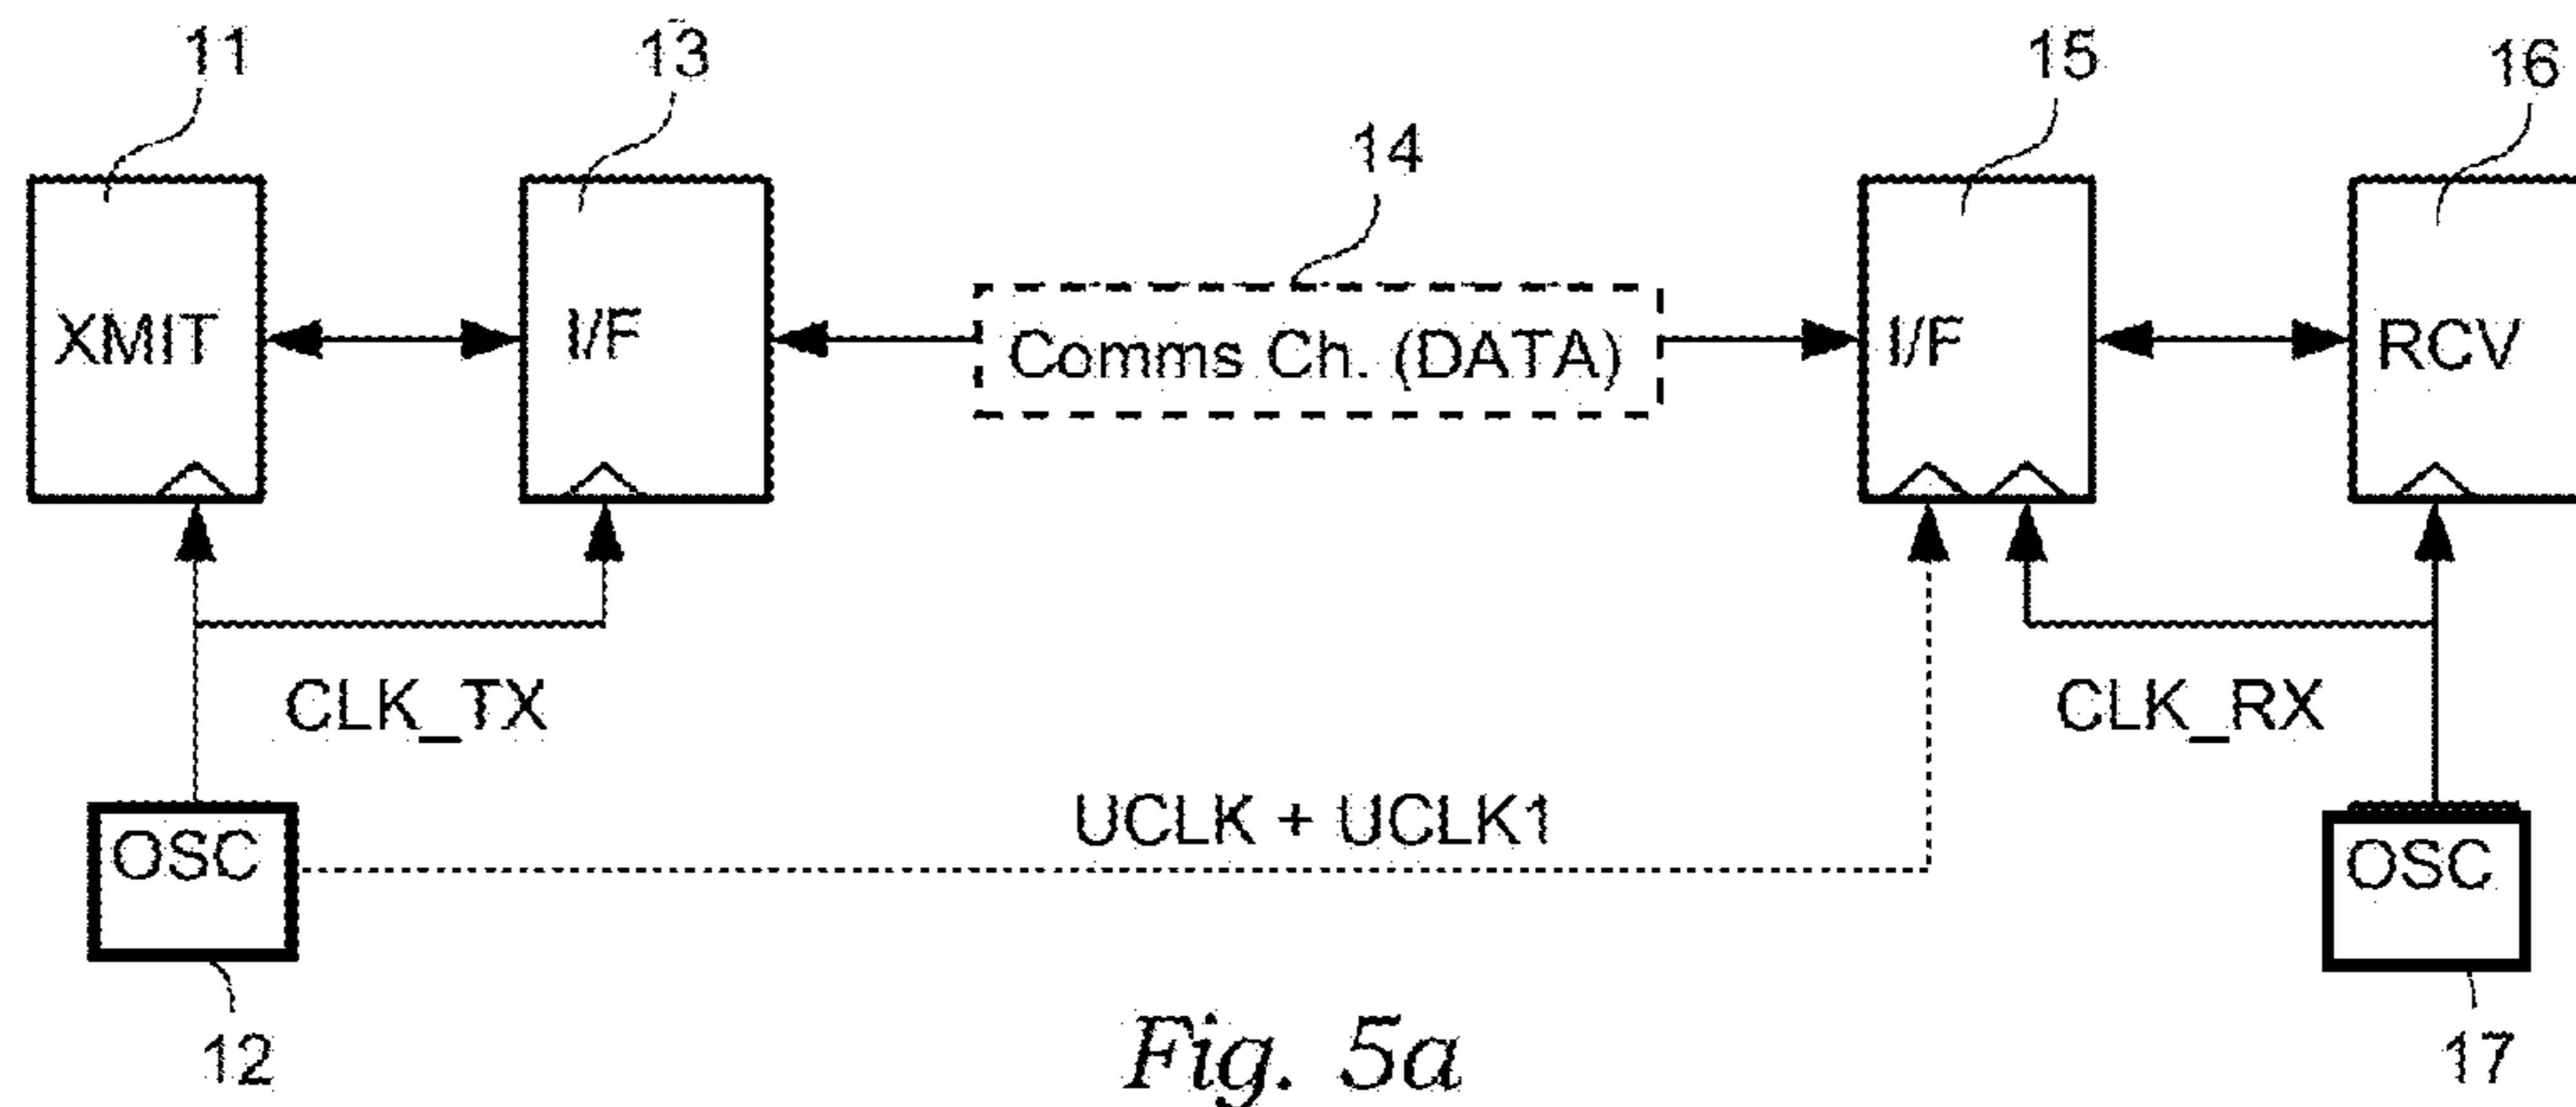 11
13
15
16
14
XMIT
I/F
Comms Ch. (DATA)
I/F
RCV
CLK_TX
CLK_RX
UCLK + UCLK1
OSC
OSC
12
17
Fig. 5a